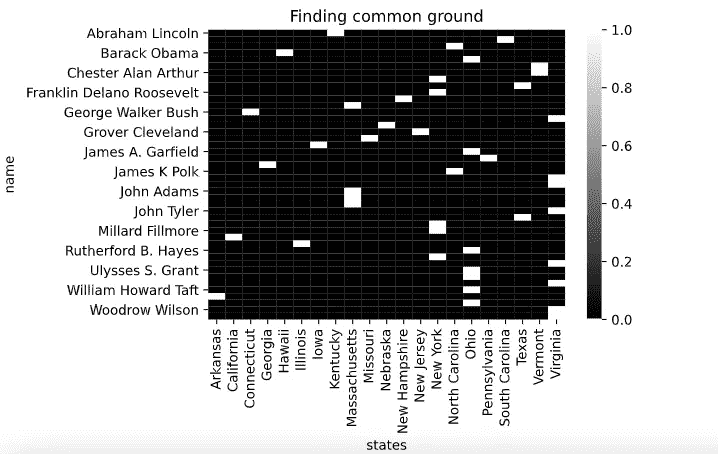 Finding common ground
name
Abraham Lincoln
Barack Obama
Chester Alan Arthur
Franklin Delano Roosevelt
George Walker Bush
Grover Cleveland
James A. Garfield
James K Polk
John Adams
John Tyler
Millard Fillmore
Rutherford B. Hayes
Ulysses S. Grant
William Howard Taft
Woodrow Wilson
1.0
0.8
0.6
0.4
0.2
0.0
Arkansas
California
Connecticut
Georgia
Hawaii
Illinois
Iowa
Kentucky
Massachusetts
Missouri
Nebraska
New Hampshire
New Jersey
New York
North Carolina
Ohio
Pennsylvania
South Carolina
Texas
Vermont
Virginia
states